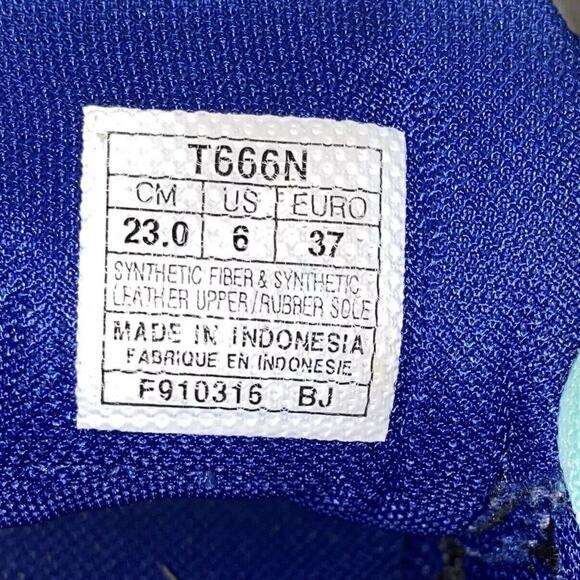 T666N
CM US EURO
23.0 6 37
SYNTHETIC FIBER & SYNTHETIC
LEATHER UPPER/RUBBER SOLE
MADE IN INDONESIA
FABRIQUE EN INDONESIE
F910316 BJ